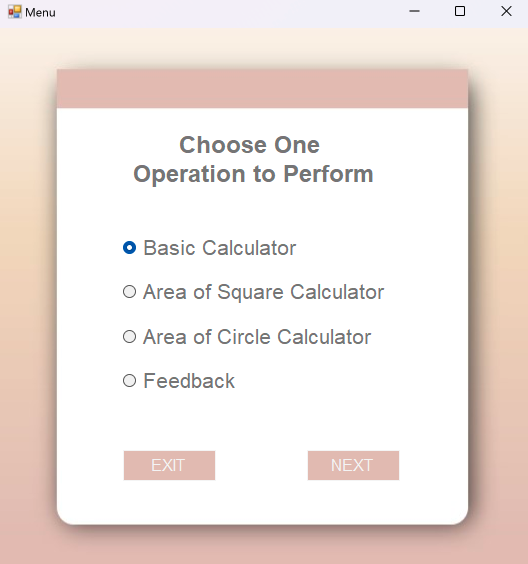 Menu
Choose One
Operation to Perform
Basic Calculator
Area of Square Calculator
Area of Circle Calculator
Feedback
EXIT
NEXT